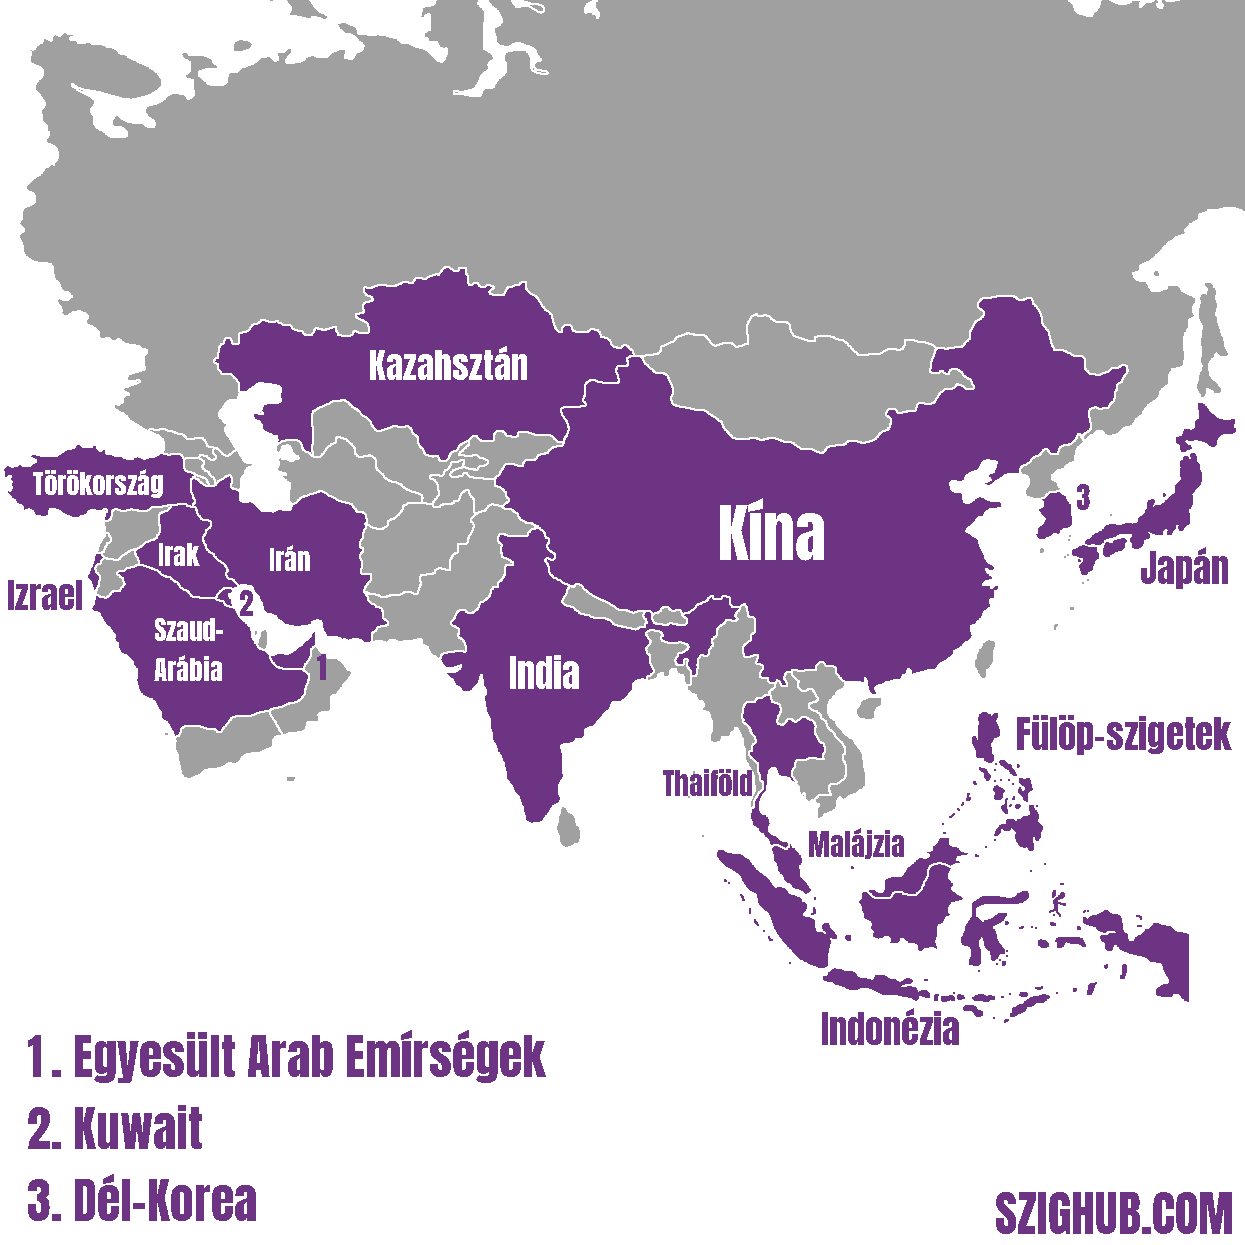 Kazahsztán
Törökország
Kína
3
Irak
Irán
Japán
Izrael
2
Szaud-
Arábia
1
India
Fülöp-szigetek
Thaiföld
Malájzia
Indonézia
1. Egyesült Arab Emírségek
2. Kuwait
3. Dél-Korea
SZIGHUB.COM